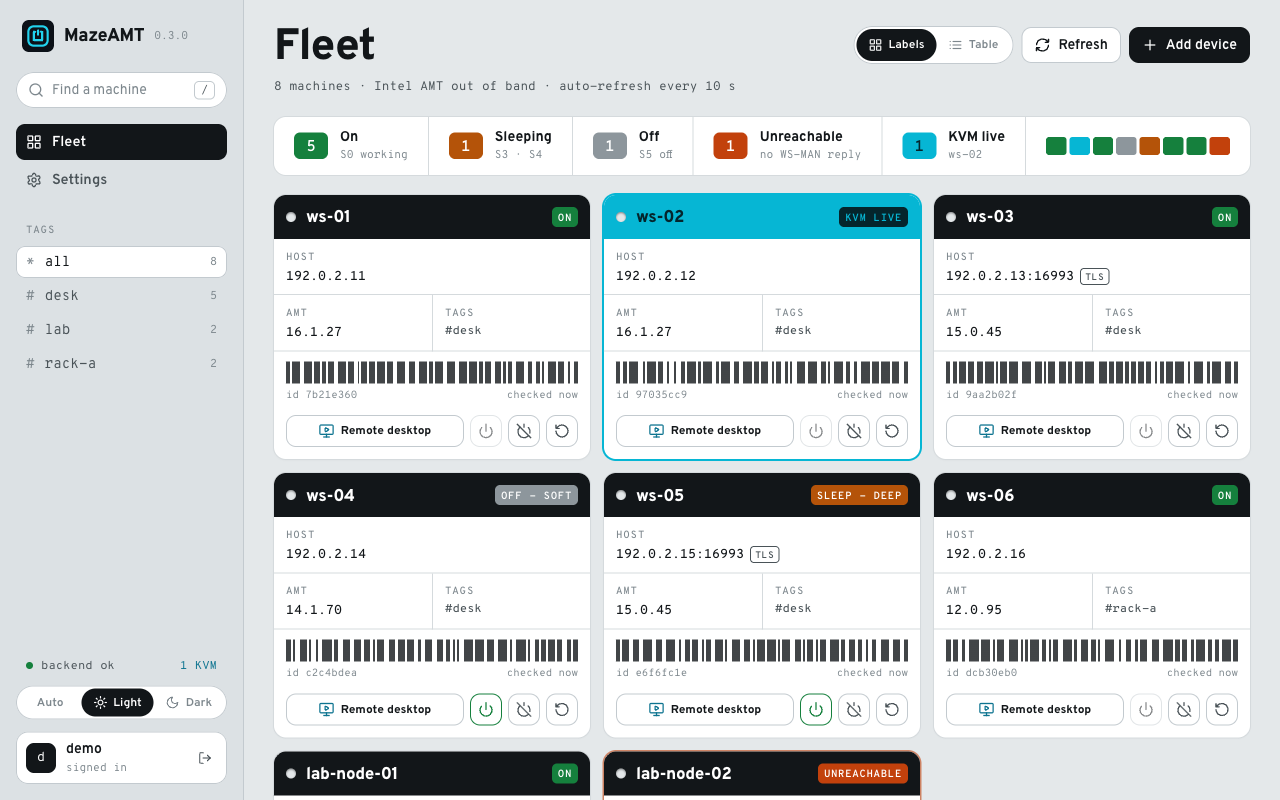 MazeAMT 0.3.0
Find a machine /
Fleet
Settings
TAGS
* all 8
# desk 5
# lab 2
# rack-a 2
backend ok 1 KVM
Auto Light Dark
d demo
signed in
Fleet
8 machines · Intel AMT out of band · auto-refresh every 10 s
Labels Table Refresh Add device
5 On
S0 working
1 Sleeping
S3 · S4
1 Off
S5 off
1 Unreachable
no WS-MAN reply
1 KVM live
ws-02
ws-01 ON
HOST
192.0.2.11
AMT TAGS
16.1.27 #desk
id 7b21e360 checked now
Remote desktop
ws-02 KVM LIVE
HOST
192.0.2.12
AMT TAGS
16.1.27 #desk
id 97035cc9 checked now
Remote desktop
ws-03 ON
HOST
192.0.2.13:16993 TLS
AMT TAGS
15.0.45 #desk
id 9aa2b02f checked now
Remote desktop
ws-04 OFF – SOFT
HOST
192.0.2.14
AMT TAGS
14.1.70 #desk
id c2c4bdea checked now
Remote desktop
ws-05 SLEEP – DEEP
HOST
192.0.2.15:16993 TLS
AMT TAGS
15.0.45 #desk
id e6f6fc1e checked now
Remote desktop
ws-06 ON
HOST
192.0.2.16
AMT TAGS
12.0.95 #rack-a
id dcb30eb0 checked now
Remote desktop
lab-node-01 ON
lab-node-02 UNREACHABLE